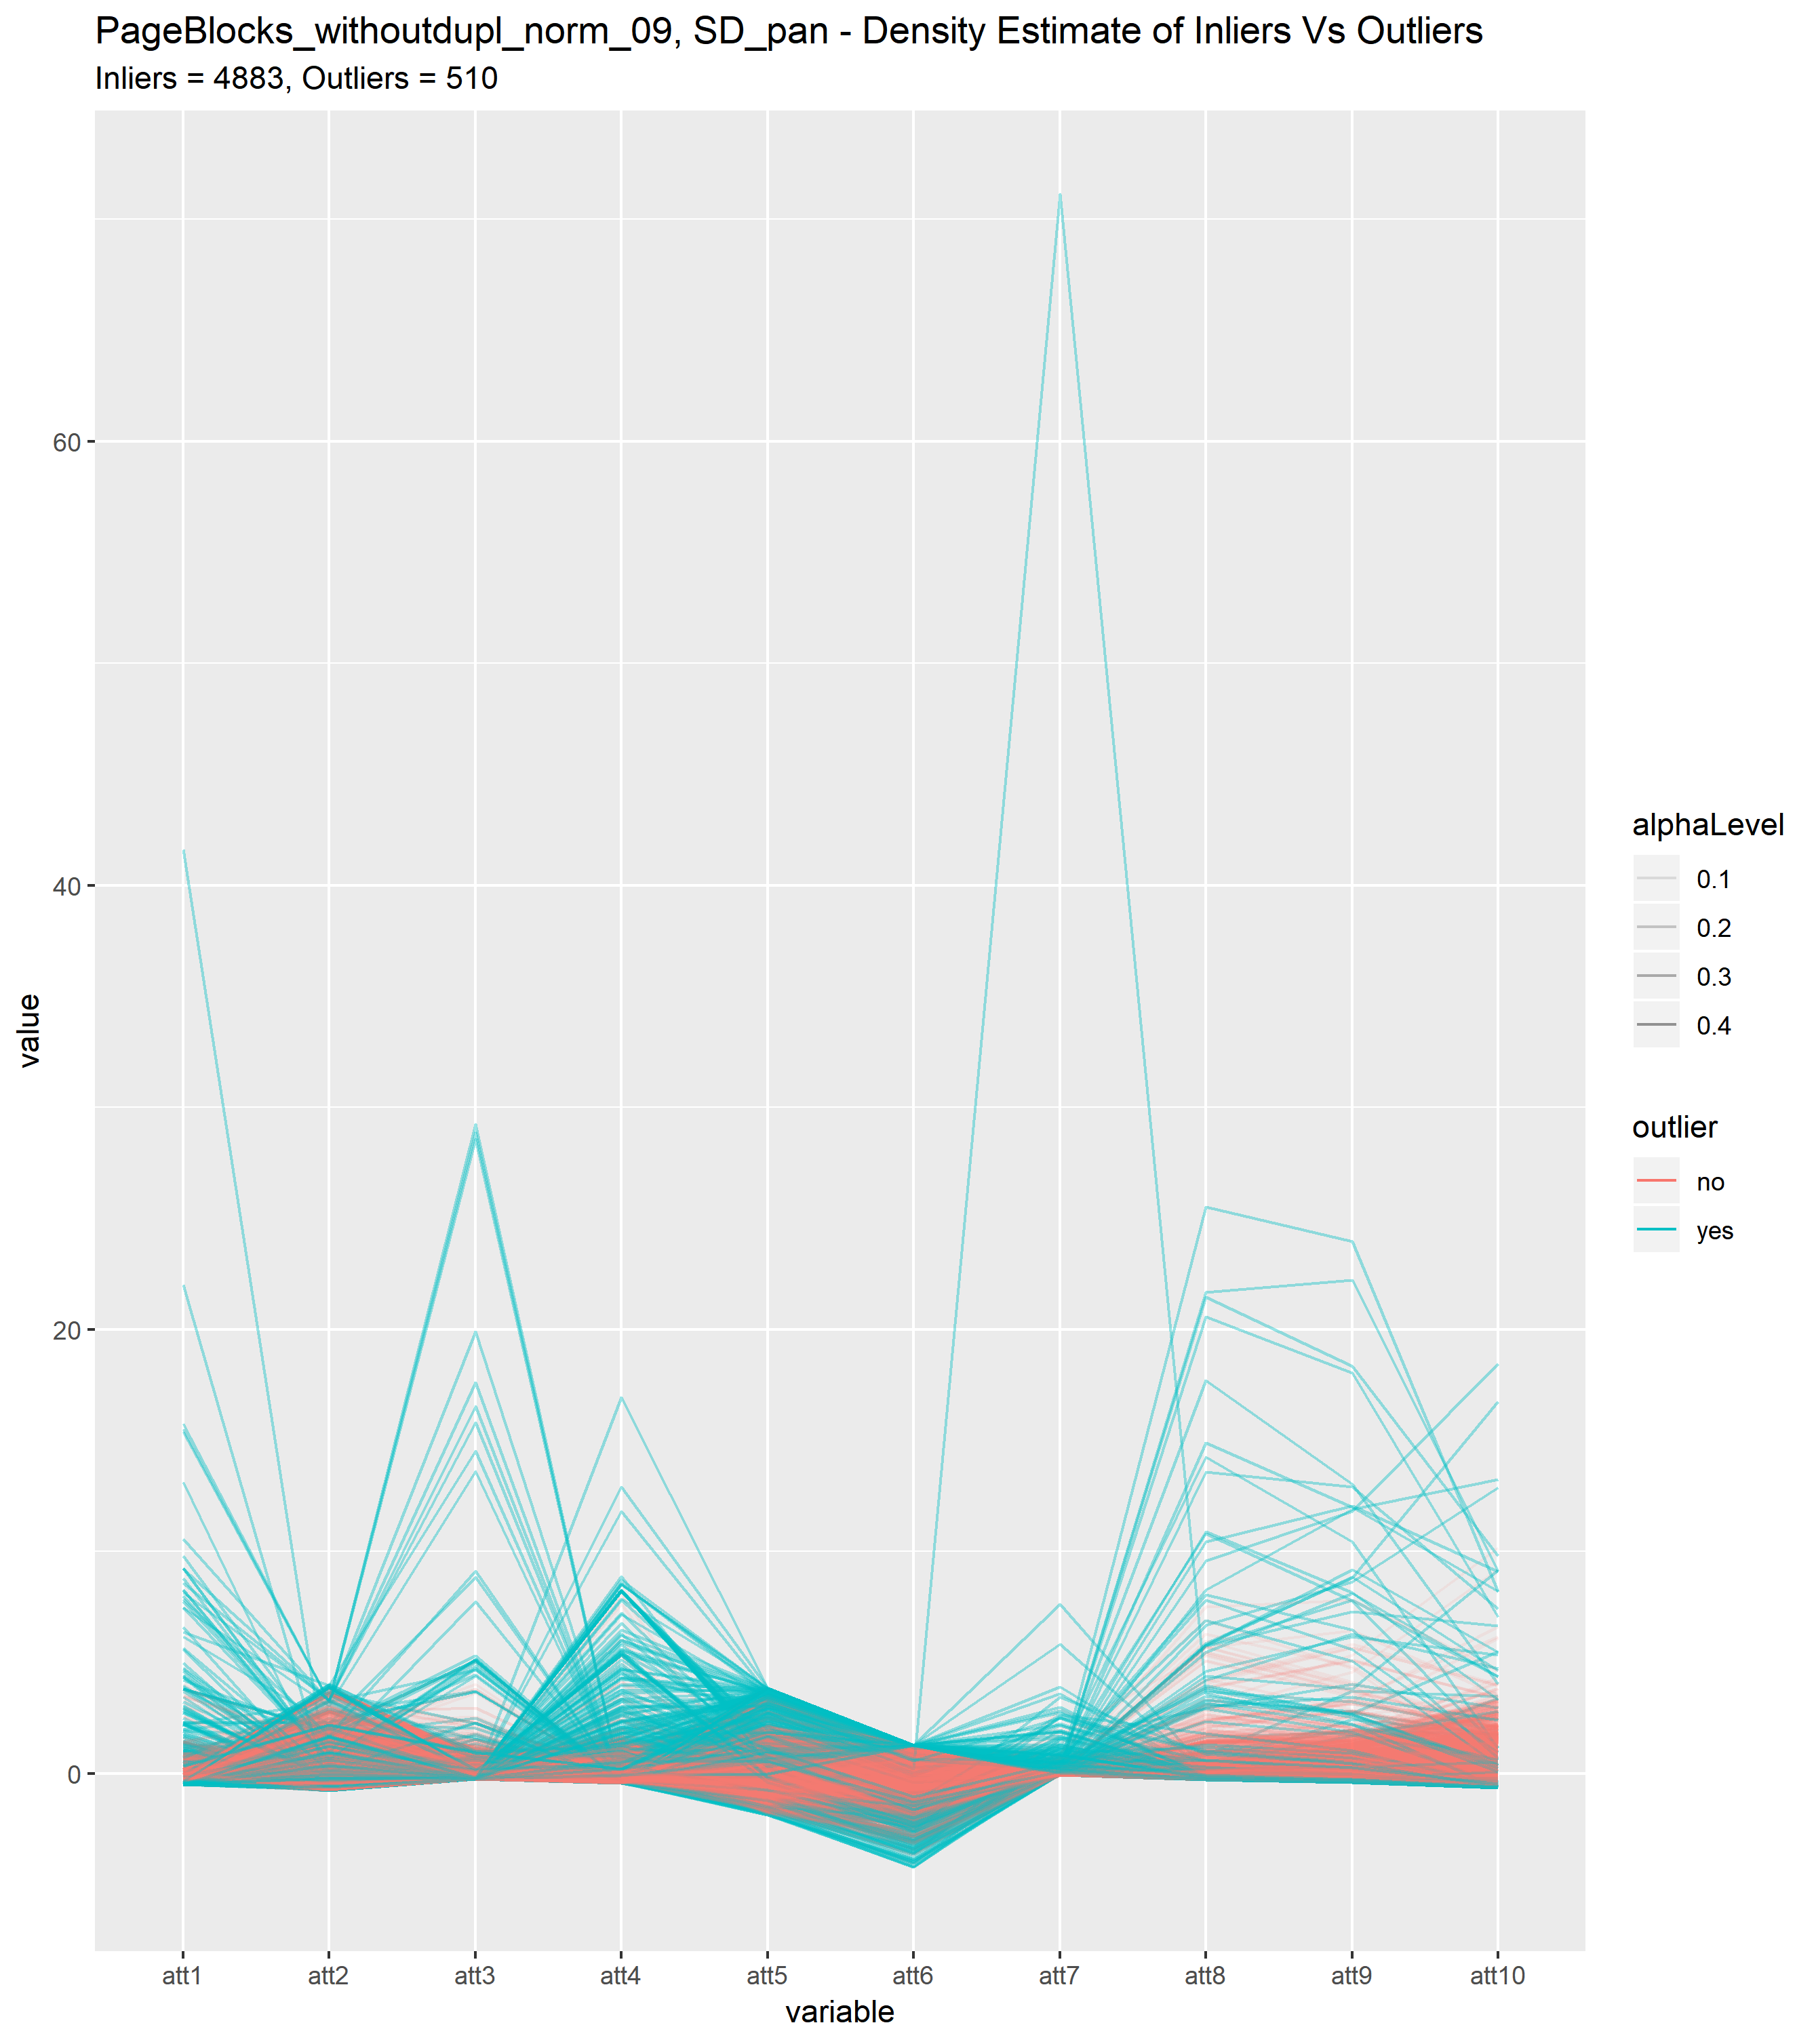 PageBlocks_withoutdupl_norm_09, SD_pan - Density Estimate of Inliers Vs Outliers
Inliers = 4883, Outliers = 510
value
60
40
20
0
att1 att2 att3 att4 att5 att6 att7 att8 att9 att10
variable
alphaLevel
0.1
0.2
0.3
0.4
outlier
no
yes